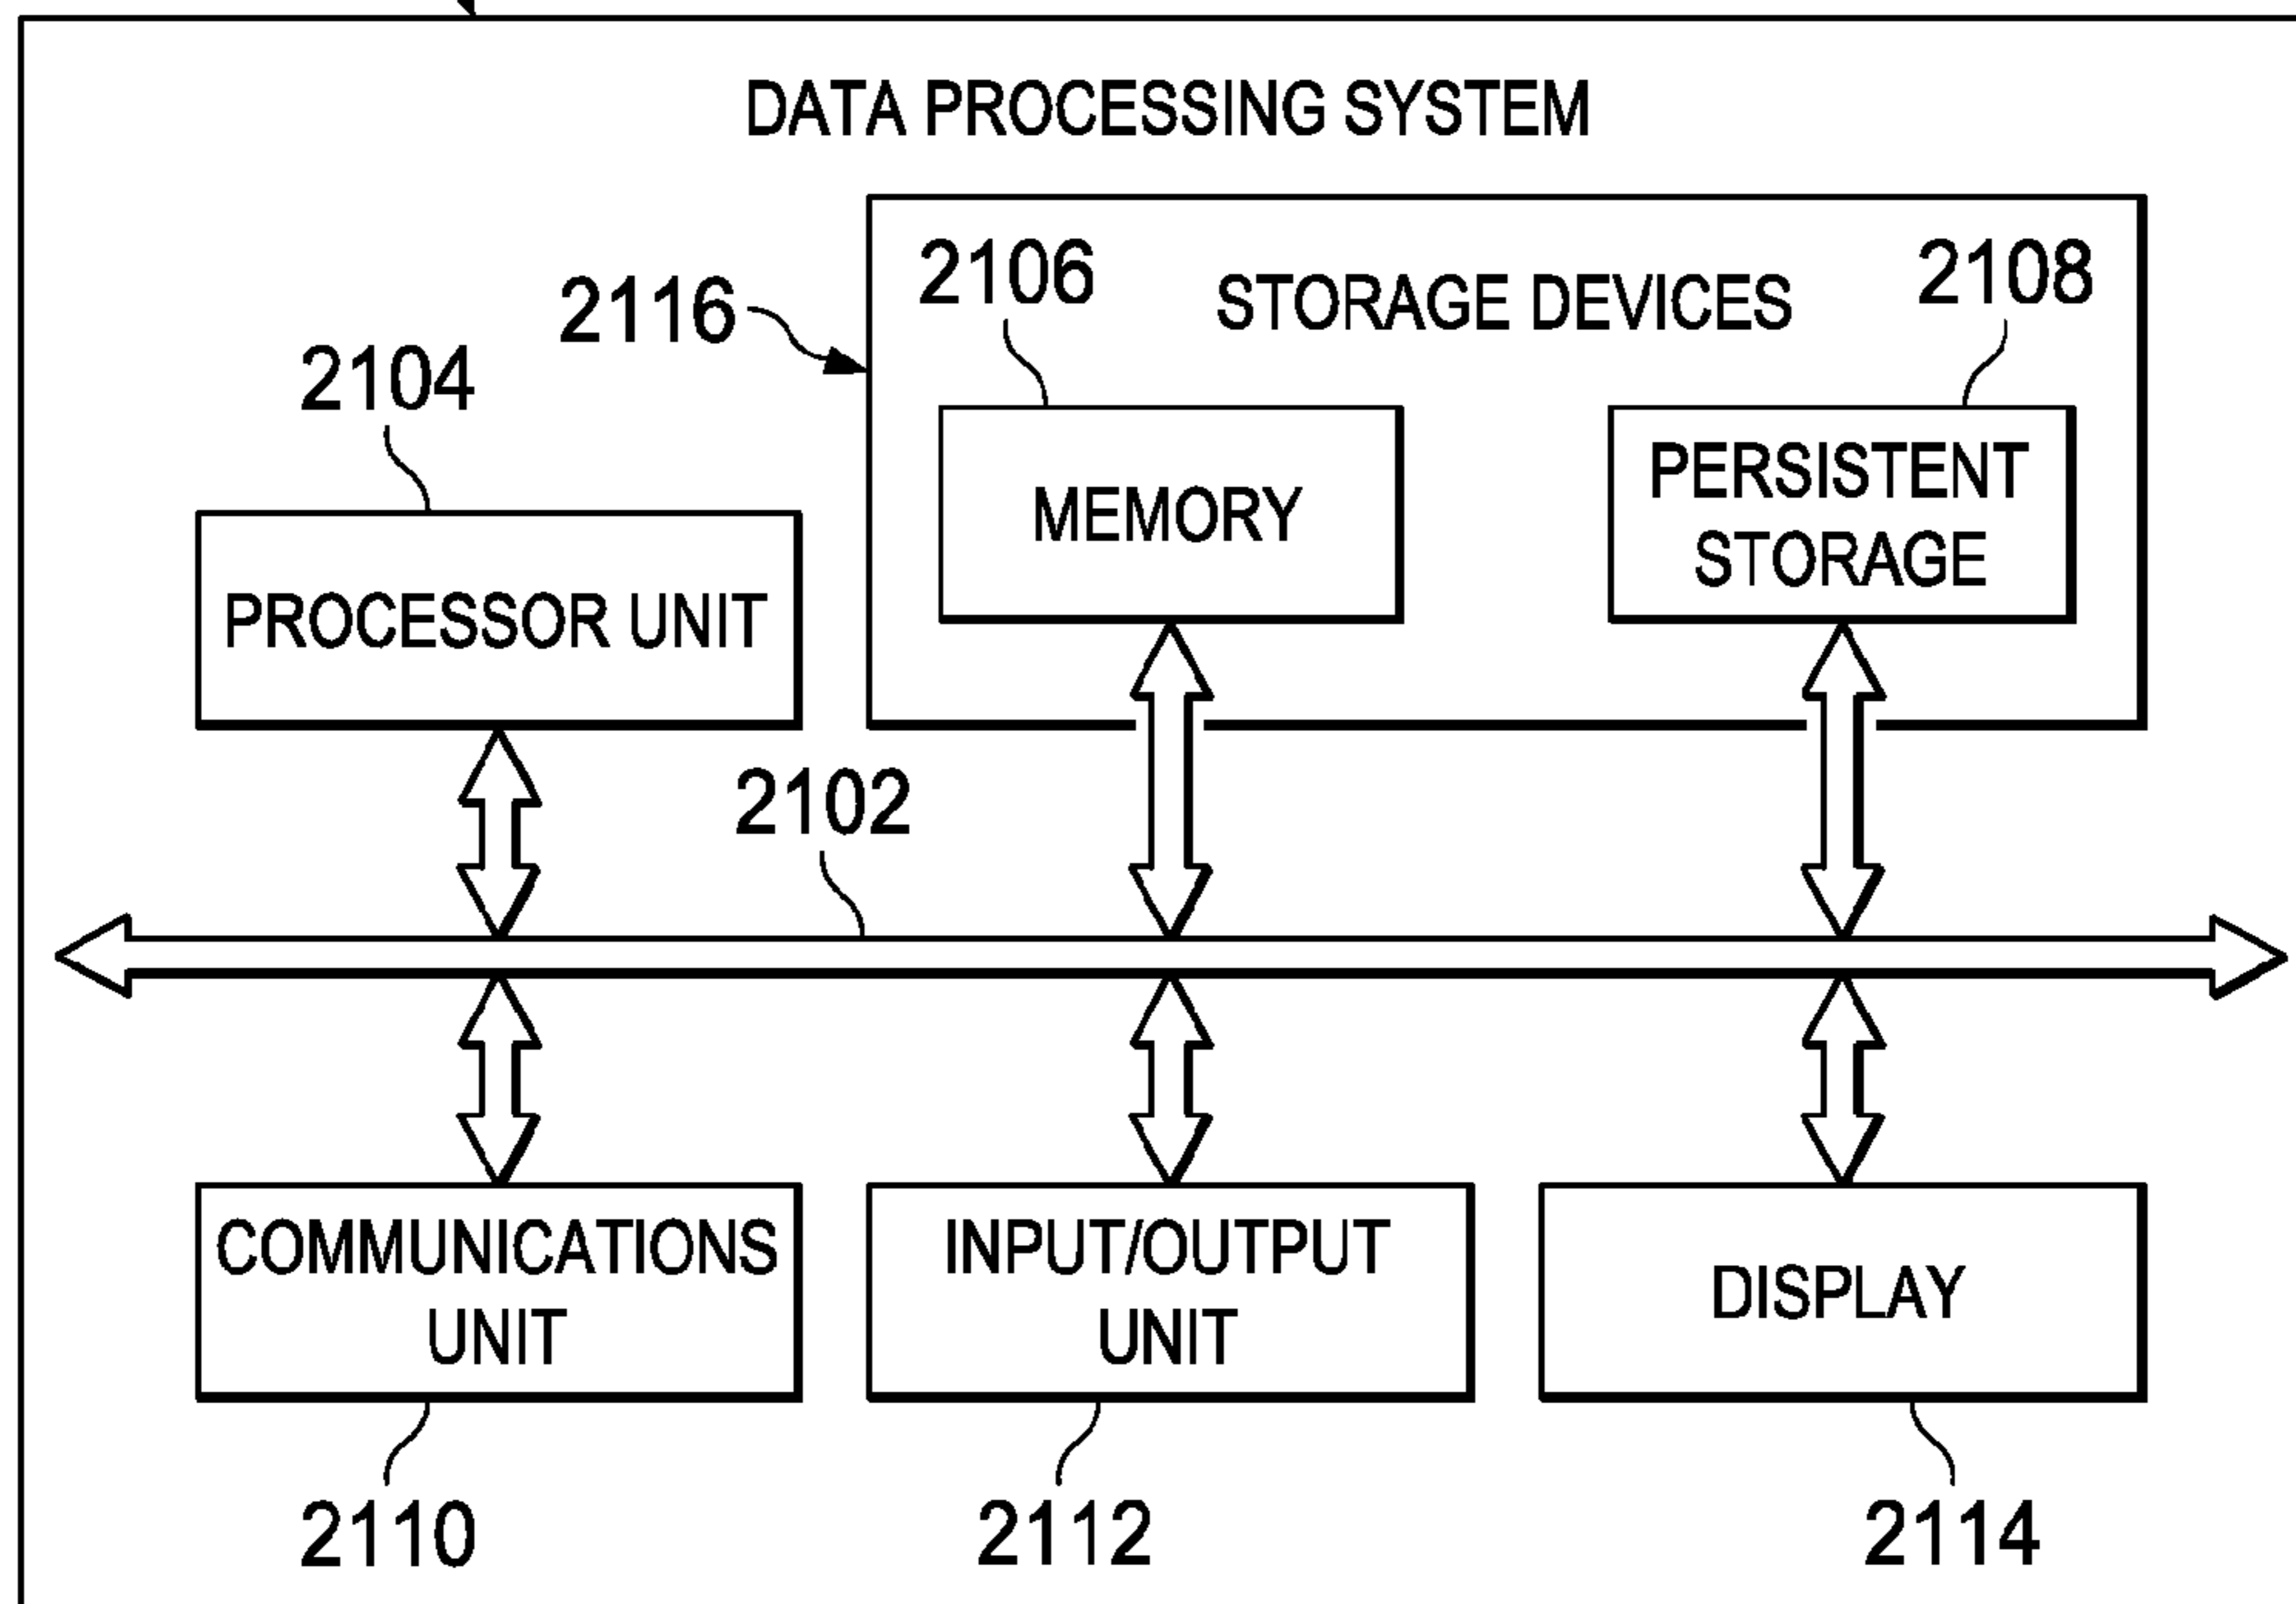 DATA PROCESSING SYSTEM
2116
2106
STORAGE DEVICES
2108
2104
MEMORY
PERSISTENT
STORAGE
PROCESSOR UNIT
2102
COMMUNICATIONS
UNIT
INPUT/OUTPUT
UNIT
DISPLAY
2110
2112
2114